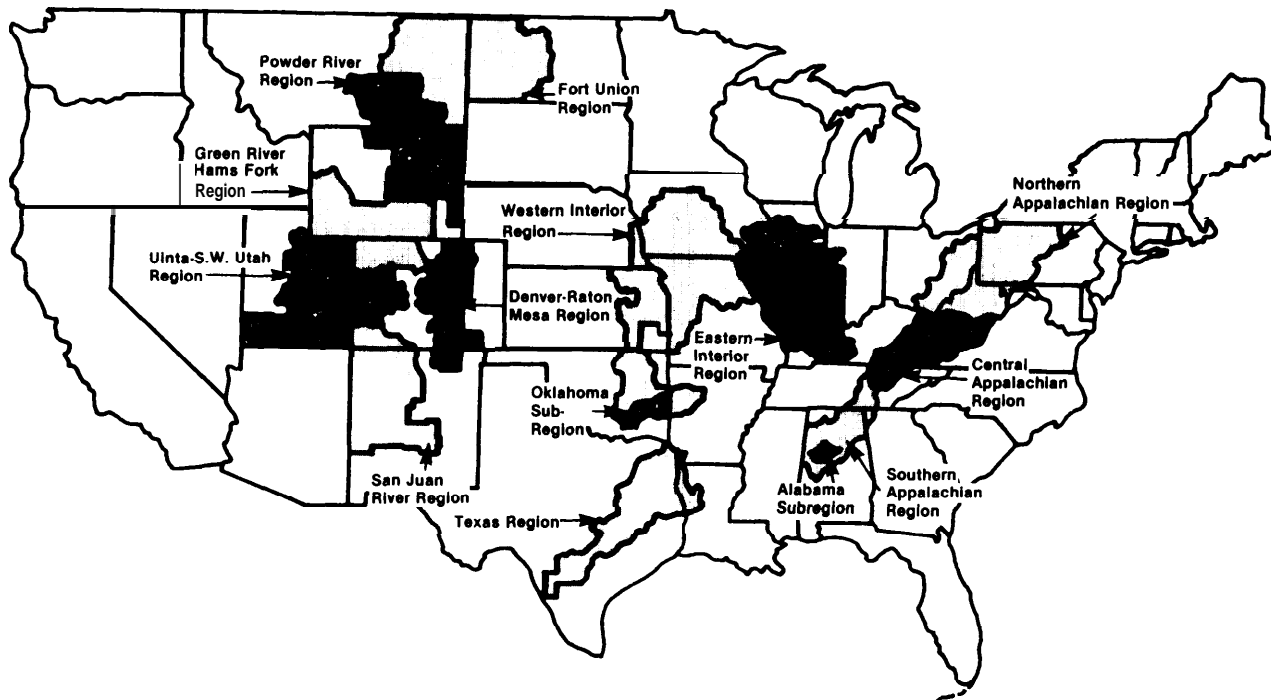 Powder River
Region
Fort Union
Region
Green River
Hams Fork
Region
Northern
Appalachian Region
Western Interior
Region
Uinta-S.W. Utah
Region
Denver-Raton
Mesa Region
Eastern
Interior
Region
Central
Appalachian
Region
Oklahoma
Sub-
Region
San Juan
River Region
Texas Region
Alabama
Subregion
Southern
Appalachian
Region